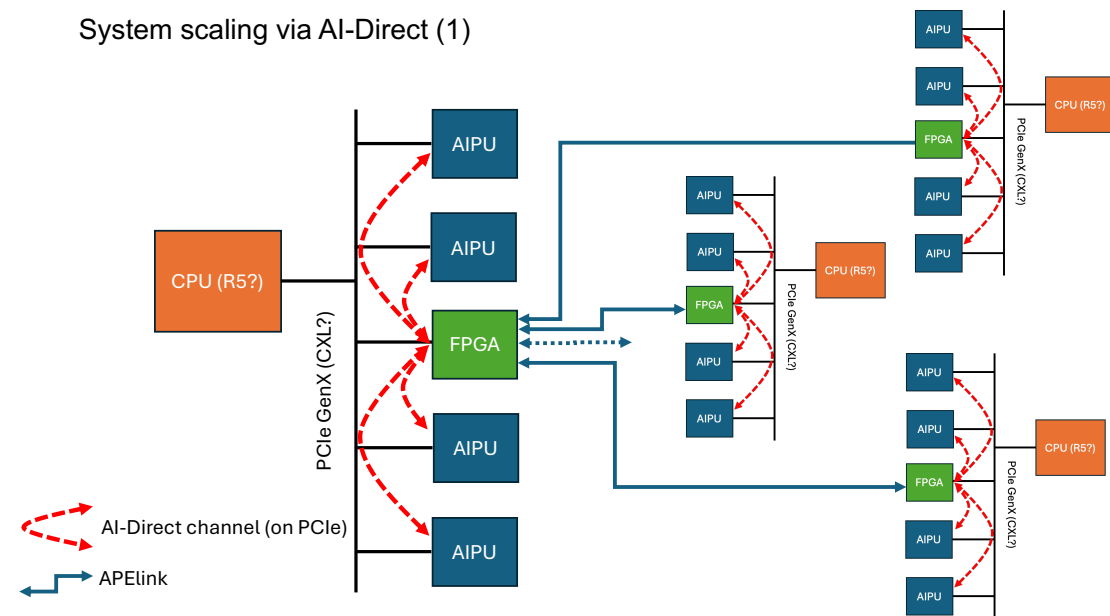 System scaling via AI-Direct (1)
AIPU
AIPU
CPU (R5?)
FPGA
PCIe GenX (CXL?)
AIPU
AIPU
AI-Direct channel (on PCIe)
APElink
AIPU
AIPU
CPU (R5?)
FPGA
PCIe GenX (CXL?)
AIPU
AIPU
AIPU
AIPU
CPU (R5?)
FPGA
PCIe GenX (CXL?)
AIPU
AIPU
AIPU
AIPU
CPU (R5?)
FPGA
PCIe GenX (CXL?)
AIPU
AIPU